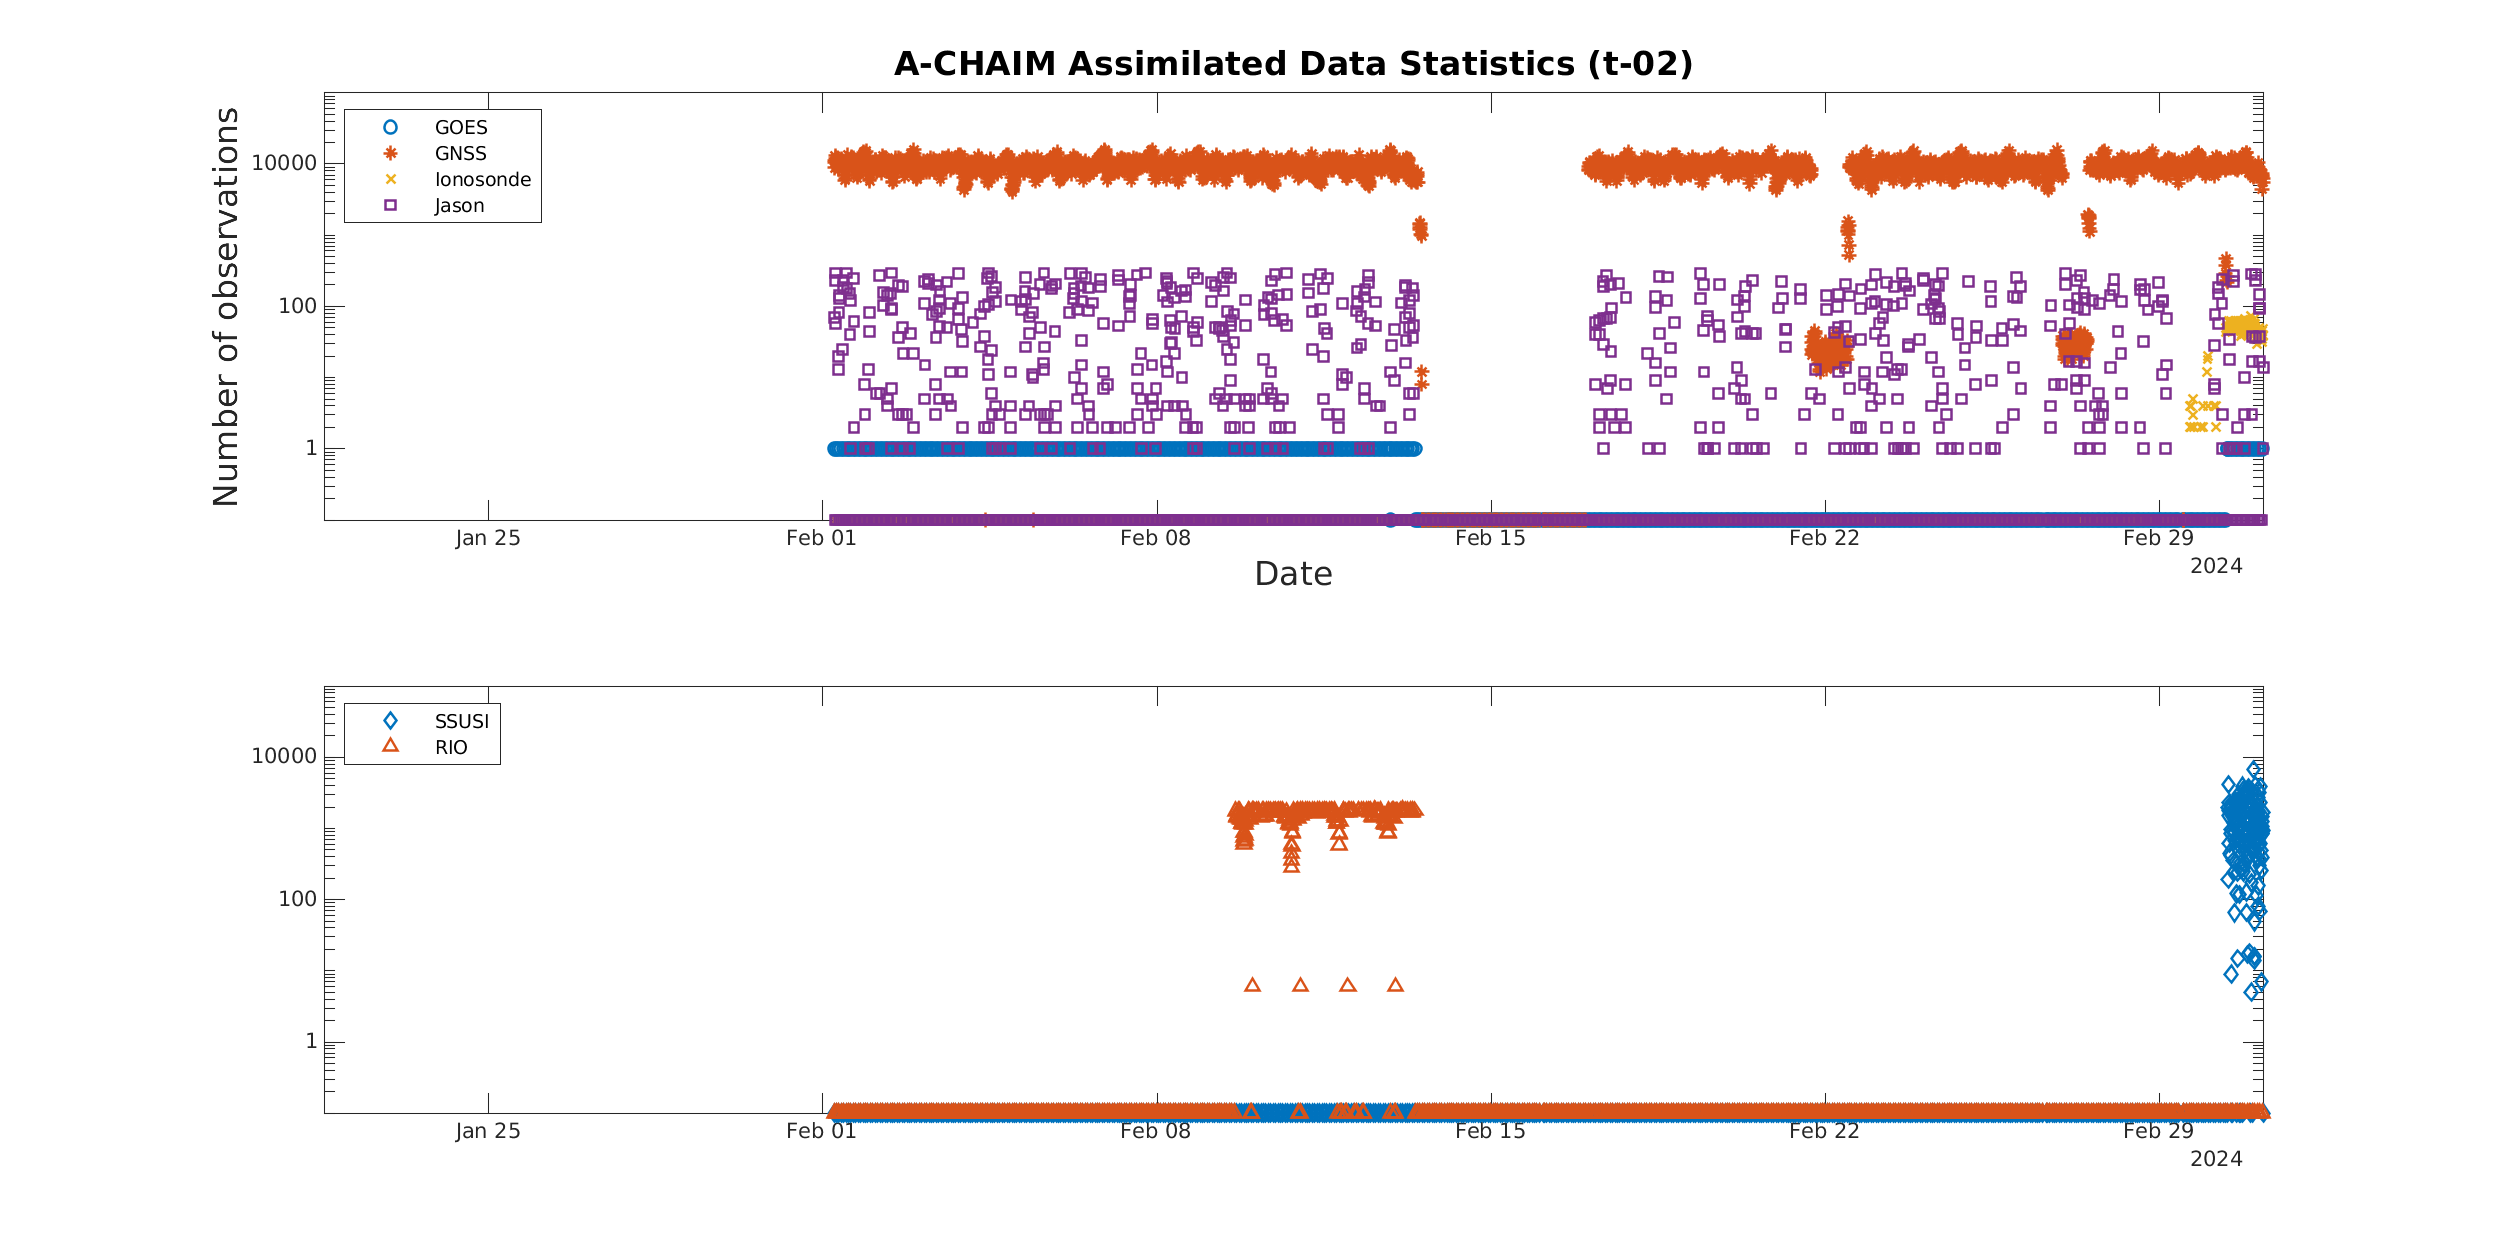 A-CHAIM Assimilated Data Statistics (t-02)
Number of observations
GOES
GNSS
Ionosonde
Jason
10000
100
1
Jan 25 Feb 01 Feb 08 Feb 15 Feb 22 Feb 29
2024
Date
SSUSI
RIO
10000
100
1
Jan 25 Feb 01 Feb 08 Feb 15 Feb 22 Feb 29
2024